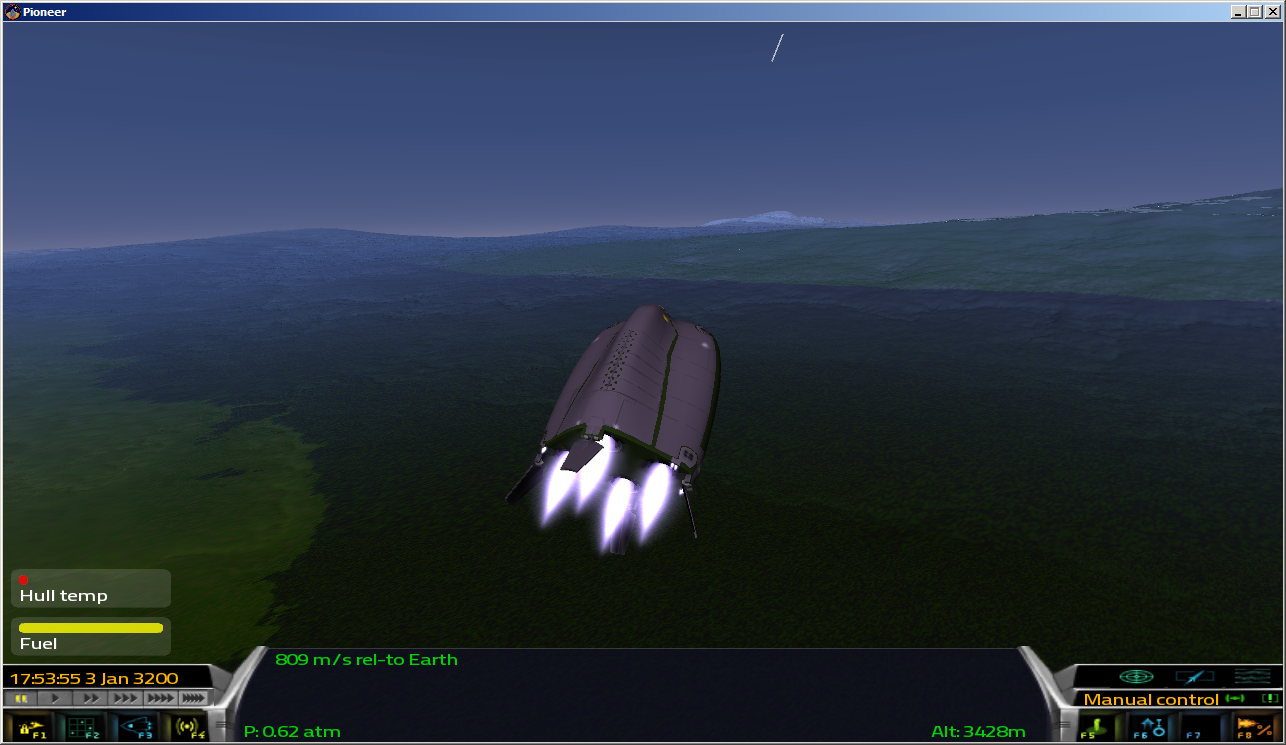 Pioneer
Hull temp
Fuel
809 m/s rel-to Earth
17:53:55 3 Jan 3200
Manual control
P: 0.62 atm
Alt: 3428m
F1 F2 F3 F4
F5 F6 F7 F8